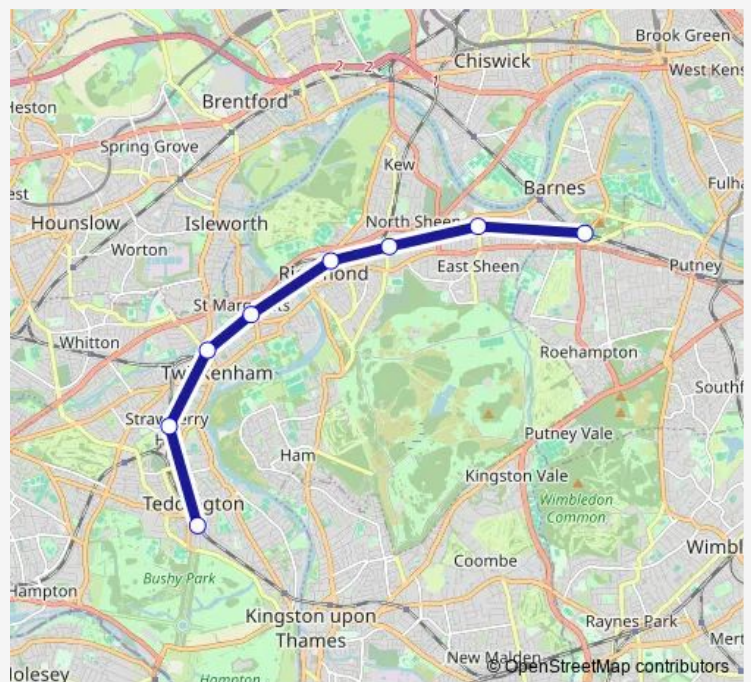 Brook Green
Chiswick
2
2
1
West Kens
Heston
Brentford
Spring Grove
Kew
est
Barnes
Fulha
Hounslow
Isleworth
North Sheen
Worton
East Sheen
Putney
Richmond
St Margarets
Whitton
Roehampton
Twickenham
Southf
Strawberry
H
Putney Vale
Ham
Kingston Vale
Teddington
Wimbledon
Common
Wimbl
Coombe
Bushy Park
Hampton
Kingston upon
Thames
Raynes Park
Mert
New Malden
© OpenStreetMap contributors
olesey
Hampton